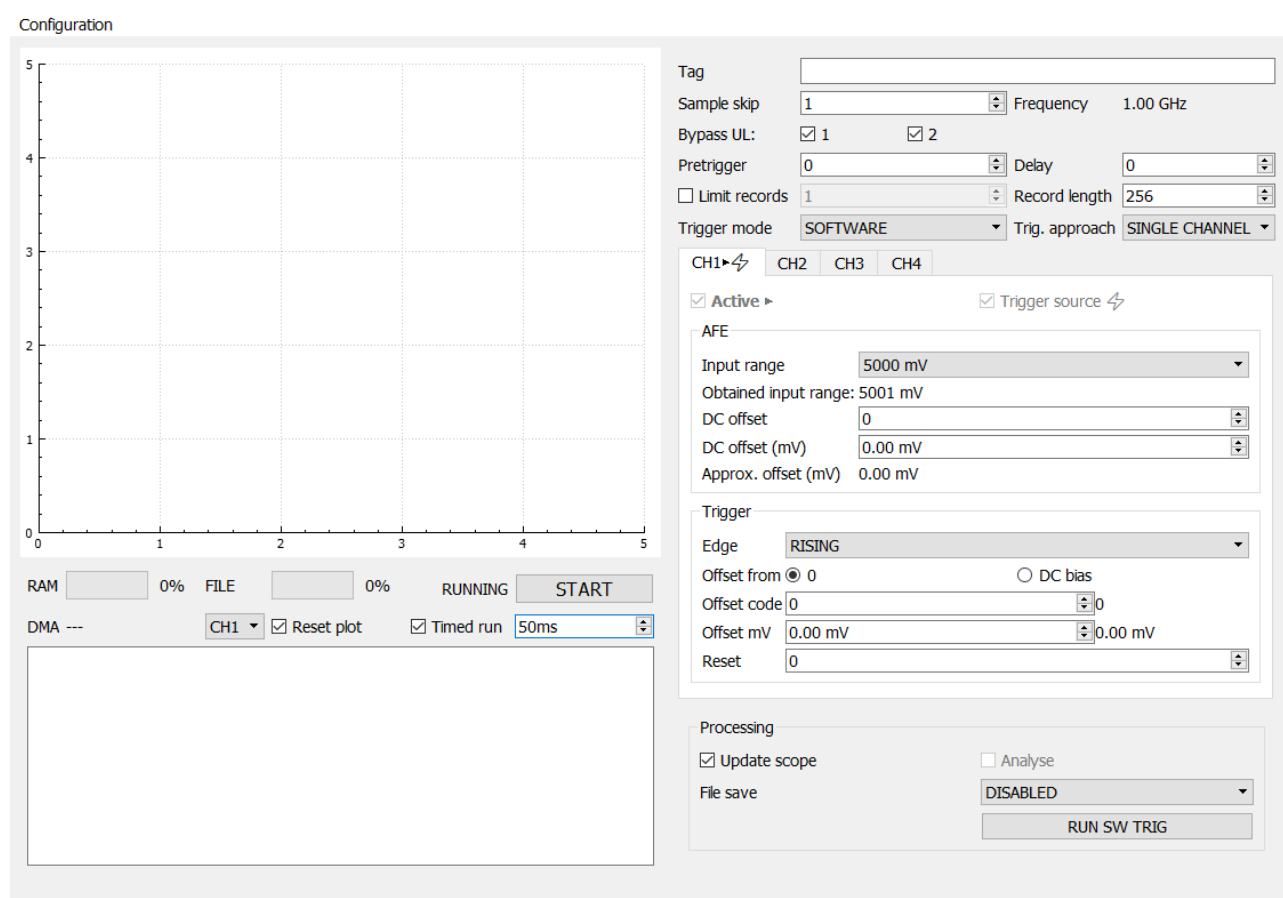 Configuration
5
4
3
2
1
0
0 1 2 3 4 5
RAM 0% FILE 0% RUNNING START
DMA --- CH1 Reset plot Timed run 50ms
Tag
Sample skip 1 Frequency 1.00 GHz
Bypass UL: 1 2
Pretrigger 0 Delay 0
Limit records 1 Record length 256
Trigger mode SOFTWARE Trig. approach SINGLE CHANNEL
CH1 CH2 CH3 CH4
Active Trigger source
AFE
Input range 5000 mV
Obtained input range: 5001 mV
DC offset 0
DC offset (mV) 0.00 mV
Approx. offset (mV) 0.00 mV
Trigger
Edge RISING
Offset from 0 DC bias
Offset code 0 0
Offset mV 0.00 mV 0.00 mV
Reset 0
Processing
Update scope Analyse
File save DISABLED
RUN SW TRIG